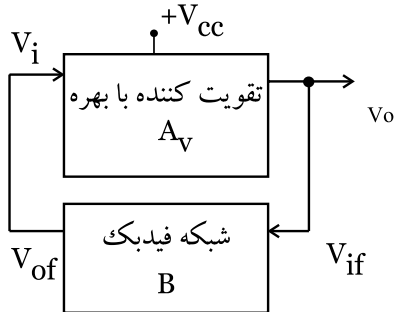 +Vcc
Vi
تقویت کننده با بهره
Av
Vo
شبکه فیدبک
B
Vof
Vif